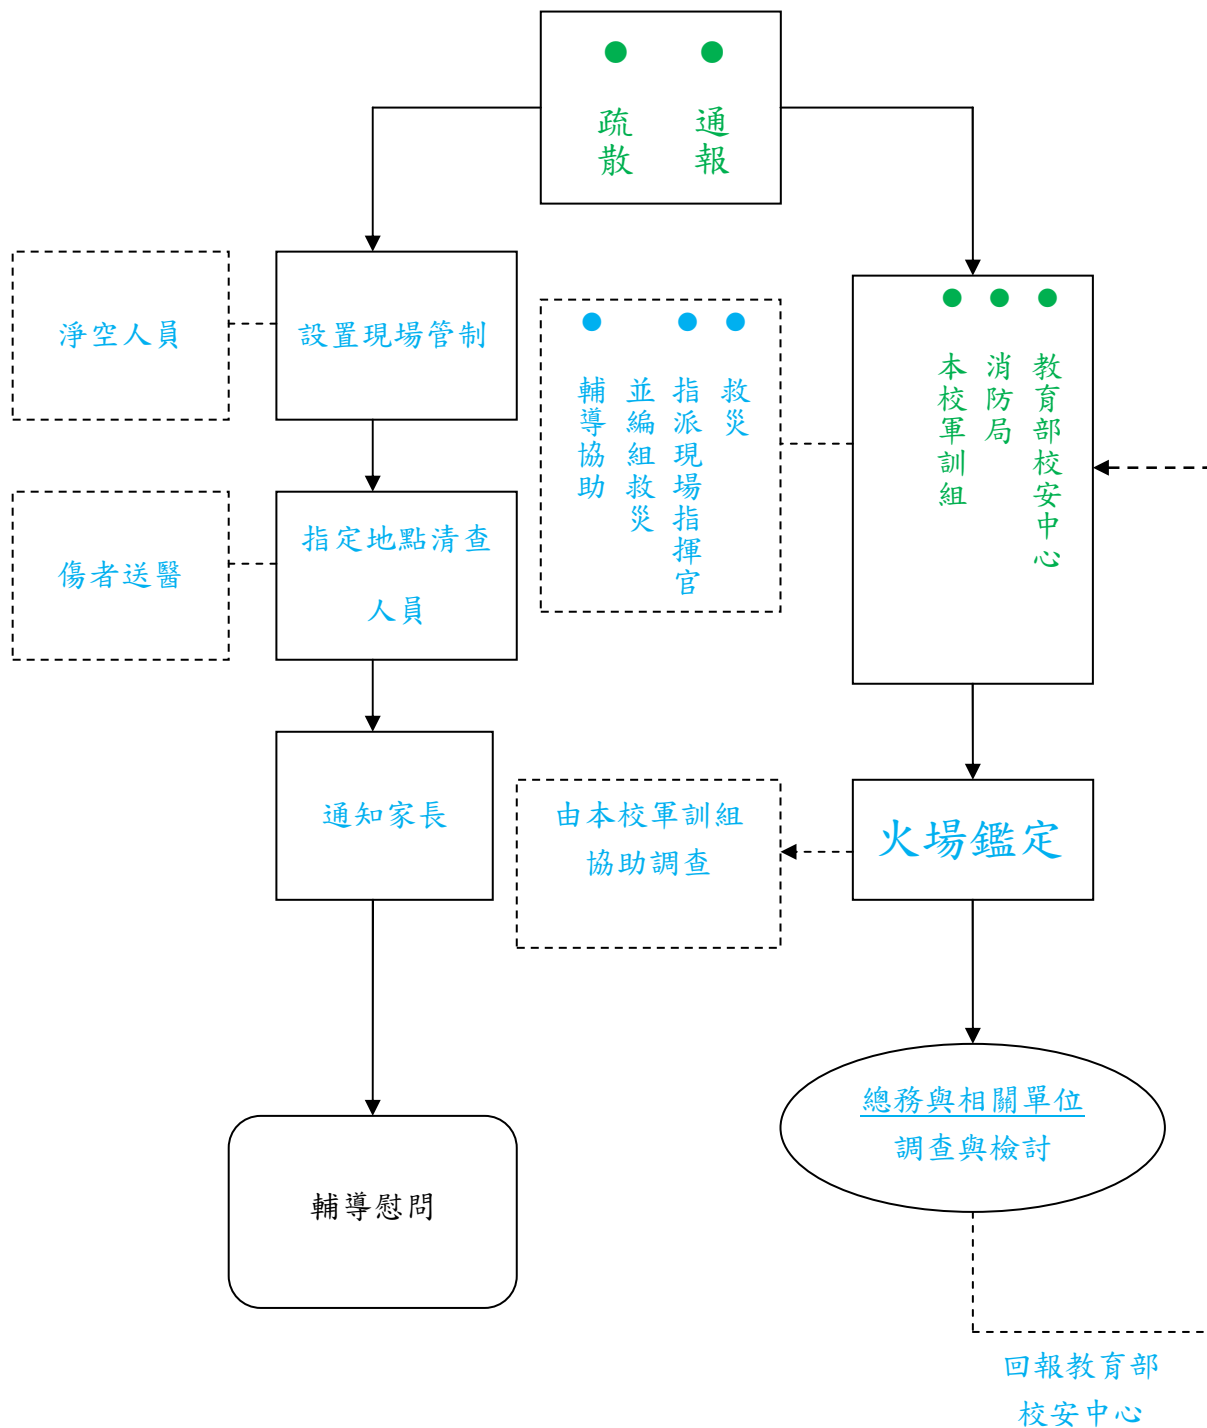 ● 通報
● 疏散
淨空人員
設置現場管制
● 教育部校安中心
● 消防局
● 本校軍訓組
● 救災
● 指派現場指揮官
並編組救災
● 輔導協助
傷者送醫
指定地點清查
人員
通知家長
由本校軍訓組
協助調查
火場鑑定
總務與相關單位
調查與檢討
輔導慰問
回報教育部
校安中心